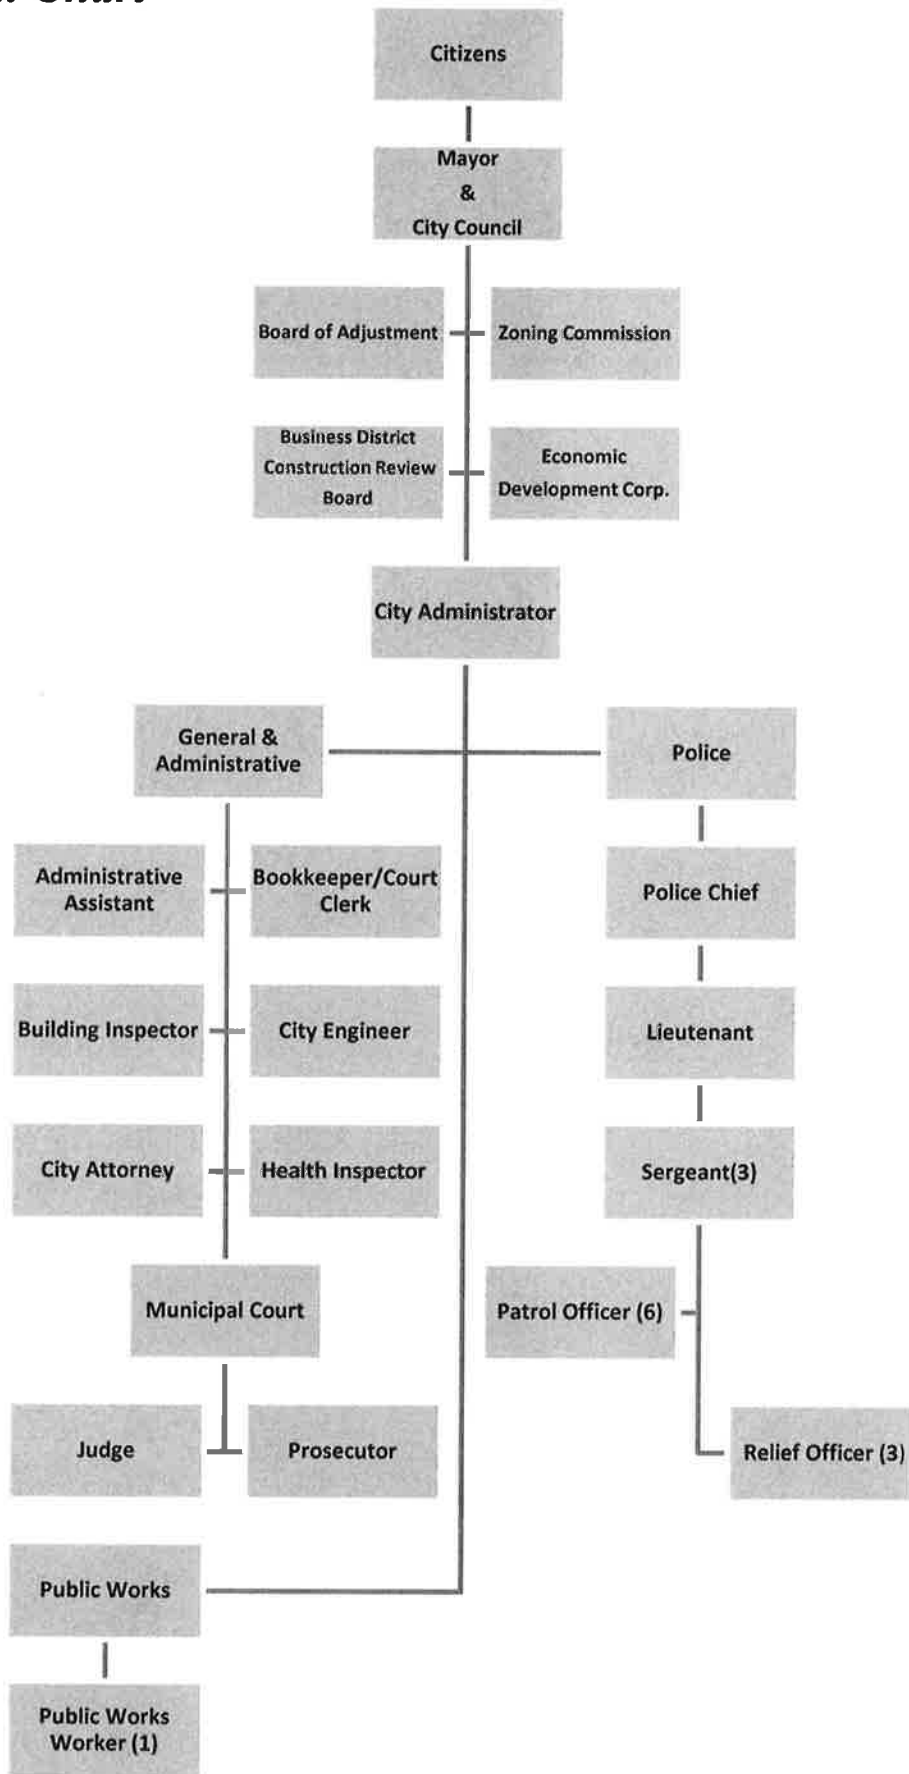 Chart
Citizens
Mayor
&
City Council
Board of Adjustment
Zoning Commission
Business District
Construction Review
Board
Economic
Development Corp.
City Administrator
General &
Administrative
Police
Administrative
Assistant
Bookkeeper/Court
Clerk
Police Chief
Building Inspector
City Engineer
Lieutenant
City Attorney
Health Inspector
Sergeant(3)
Municipal Court
Patrol Officer (6)
Judge
Prosecutor
Relief Officer (3)
Public Works
Public Works
Worker (1)